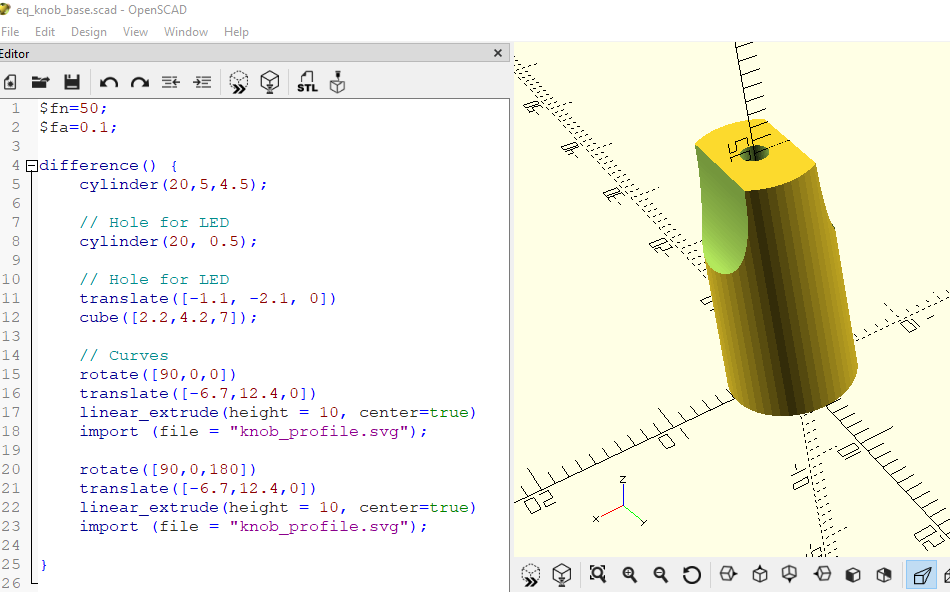 eq_knob_base.scad - OpenSCAD
File Edit Design View Window Help
Editor
STL
1 $fn=50;
2 $fa=0.1;
3
4 difference() {
5 cylinder(20,5,4.5);
6
7 // Hole for LED
8 cylinder(20, 0.5);
9
10 // Hole for LED
11 translate([-1.1, -2.1, 0])
12 cube([2.2,4.2,7]);
13
14 // Curves
15 rotate([90,0,0])
16 translate([-6.7,12.4,0])
17 linear_extrude(height = 10, center=true)
18 import (file = "knob_profile.svg");
19
20 rotate([90,0,180])
21 translate([-6.7,12.4,0])
22 linear_extrude(height = 10, center=true)
23 import (file = "knob_profile.svg");
24
25 }
26
z
x
y